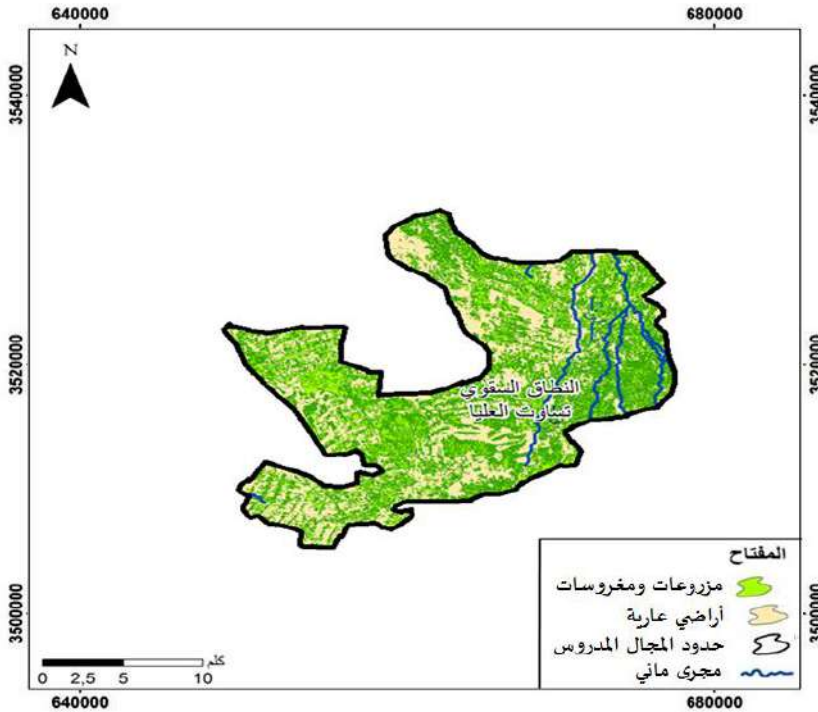 640000
680000
N
3540000
3540000
3520000
3520000
النطاق السقوي
تساوت العليا
المفتاح
مزروعات ومغروسات
أراضي عارية
حدود المجال المدروس
مجرى مائي
3500000
3500000
0 2,5 5 10 كلم
640000
680000